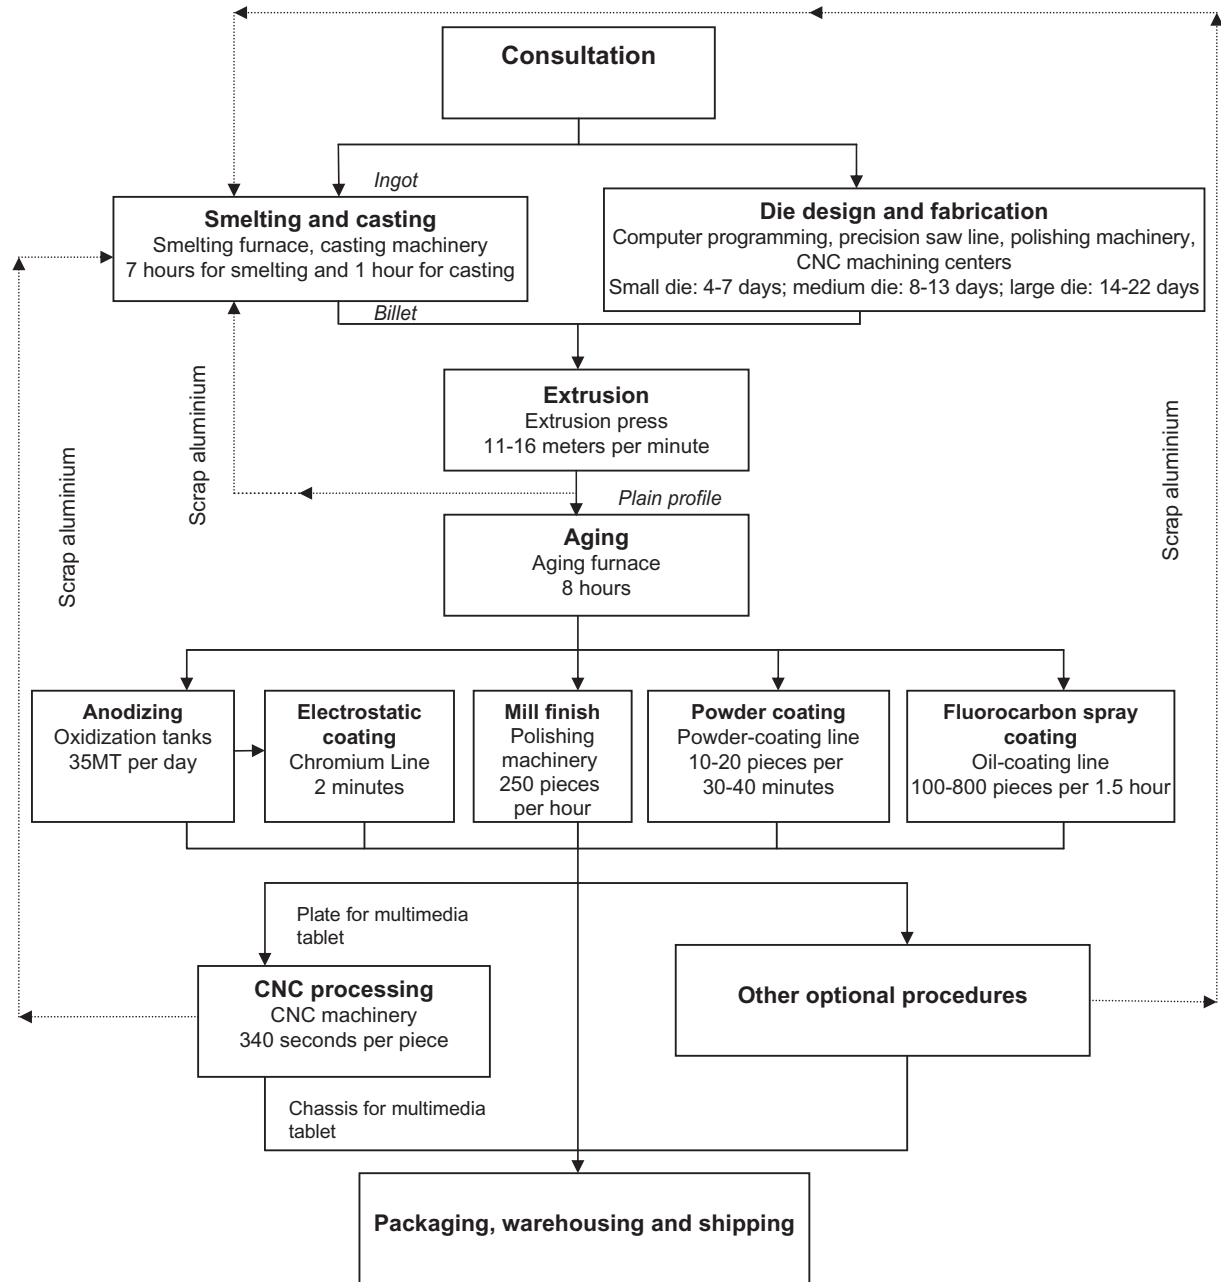 Consultation
Ingot
Smelting and casting
Smelting furnace, casting machinery
7 hours for smelting and 1 hour for casting
Die design and fabrication
Computer programming, precision saw line, polishing machinery,
CNC machining centers
Small die: 4-7 days; medium die: 8-13 days; large die: 14-22 days
Billet
Extrusion
Extrusion press
11-16 meters per minute
Scrap aluminium
Scrap aluminium
Scrap aluminium
Plain profile
Aging
Aging furnace
8 hours
Anodizing
Oxidization tanks
35MT per day
Electrostatic
coating
Chromium Line
2 minutes
Mill finish
Polishing
machinery
250 pieces
per hour
Powder coating
Powder-coating line
10-20 pieces per
30-40 minutes
Fluorocarbon spray
coating
Oil-coating line
100-800 pieces per 1.5 hour
Plate for multimedia
tablet
CNC processing
CNC machinery
340 seconds per piece
Other optional procedures
Chassis for multimedia
tablet
Packaging, warehousing and shipping